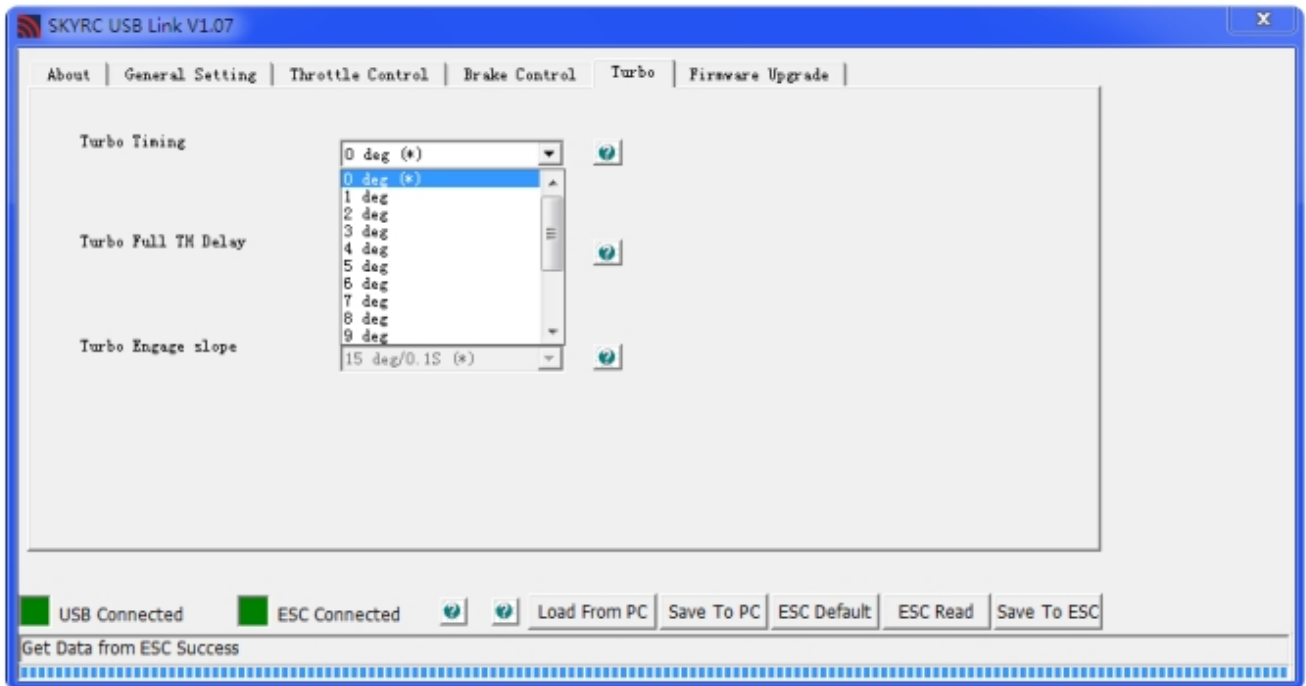 SKYRC USB Link V1.07
About General Setting Throttle Control Brake Control Turbo Firmware Upgrade
Turbo Timing
0 deg (*)
0 deg (*)
1 deg
2 deg
3 deg
4 deg
5 deg
6 deg
7 deg
8 deg
9 deg
Turbo Full TH Delay
Turbo Engage slope
15 deg/0.1S (*)
USB Connected ESC Connected Load From PC Save To PC ESC Default ESC Read Save To ESC
Get Data from ESC Success